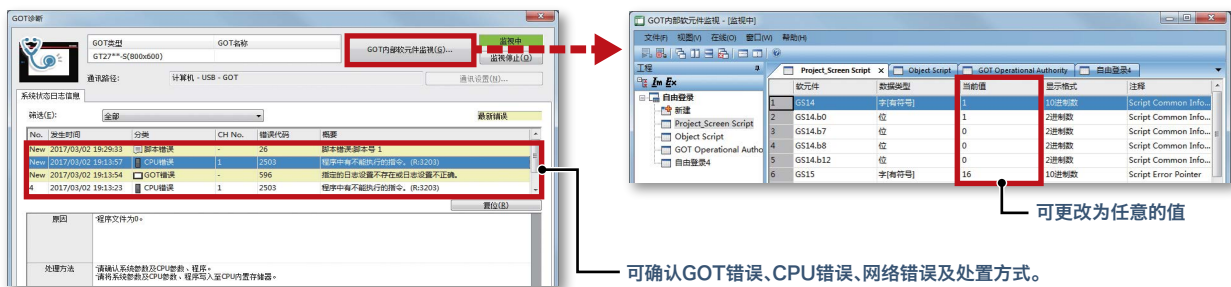 GOT诊断
GOT类型
GOT名称
GT27**-S(800x600)
GOT内部软元件监视(G)...
监视中
监视停止(O)
通讯路径:
计算机 - USB - GOT
通讯设置(N)...
系统状态日志信息
筛选(E):
全部
最新错误
No. 发生时间 分类 CH No. 错误代码 概要
New 2017/03/02 19:29:33 脚本错误 - 26 脚本错误:脚本号 1
New 2017/03/02 19:13:57 CPU错误 1 2503 程序中有不能执行的指令。(R:3203)
New 2017/03/02 19:13:54 GOT错误 - 596 指定的日志设置不存在或日志设置不正确。
4 2017/03/02 19:13:23 CPU错误 1 2503 程序中有不能执行的指令。(R:3203)
复位(R)
原因
·程序文件为0。
处理方法
·请确认系统参数及CPU参数、程序。
·请将系统参数及CPU参数、程序写入至CPU内置存储器。
GOT内部软元件监视 - [监视中]
文件(F) 视图(V) 在线(O) 窗口(W) 帮助(H)
工程
自由登录
新建
Project_Screen Script
Object Script
GOT Operational Autho
自由登录4
Project_Screen Script x Object Script GOT Operational Authority 自由登录4
软元件 数据类型 当前值 显示格式 注释
1 GS14 字[有符号] 1 10进制数 Script Common Info...
2 GS14.b0 位 1 2进制数 Script Common Info...
3 GS14.b7 位 0 2进制数 Script Common Info...
4 GS14.b8 位 0 2进制数 Script Common Info...
5 GS14.b12 位 0 2进制数 Script Common Info...
6 GS15 字[有符号] 16 10进制数 Script Error Pointer
可更改为任意的值
可确认GOT错误、CPU错误、网络错误及处置方式。